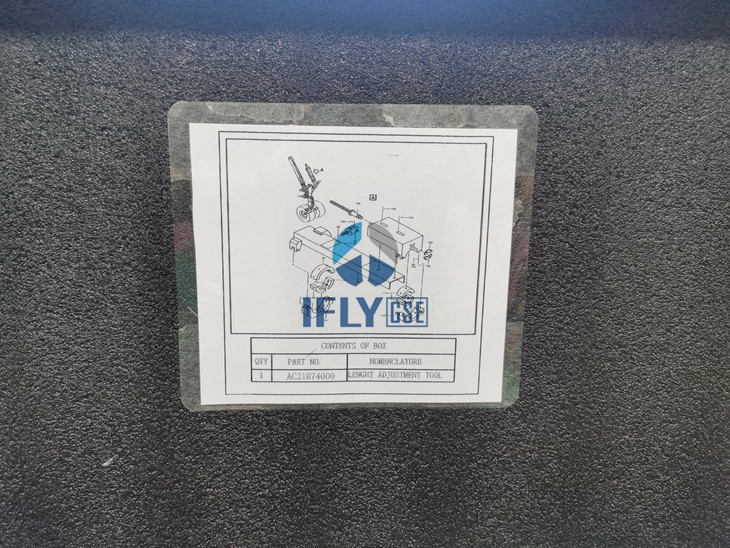 A
A
IFLY GSE
CONTENTS OF BOX
QTY PART NO. NOMENCLATURE
1 AC21874000 LENGHT ADJUSTMENT TOOL